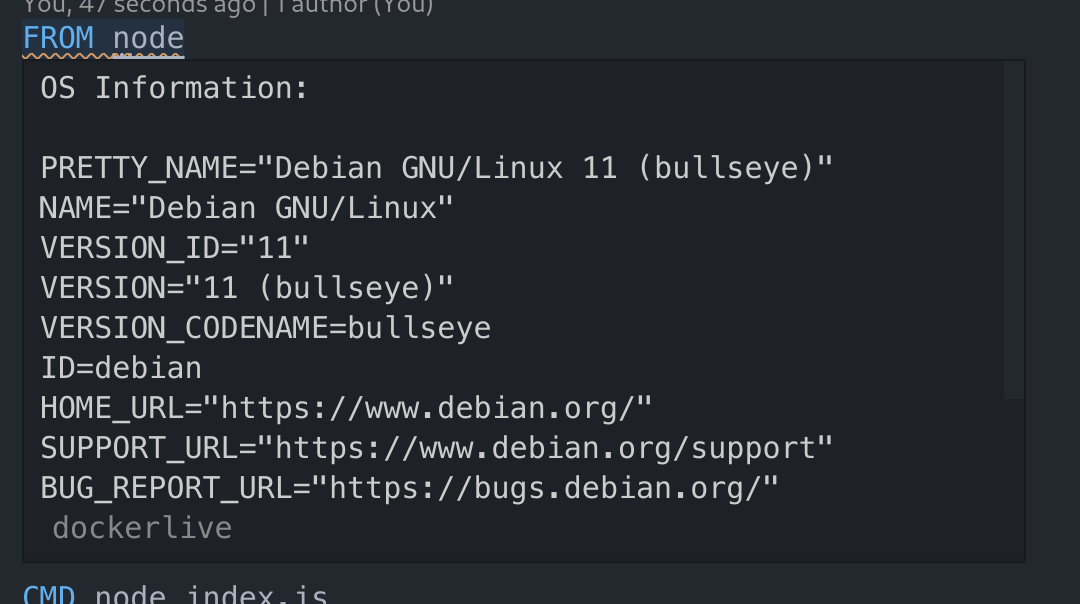 You, 47 seconds ago | 1 author (You)
FROM node
OS Information:
PRETTY_NAME="Debian GNU/Linux 11 (bullseye)"
NAME="Debian GNU/Linux"
VERSION_ID="11"
VERSION="11 (bullseye)"
VERSION_CODENAME=bullseye
ID=debian
HOME_URL="https://www.debian.org/"
SUPPORT_URL="https://www.debian.org/support"
BUG_REPORT_URL="https://bugs.debian.org/"
dockerlive
CMD node index.js